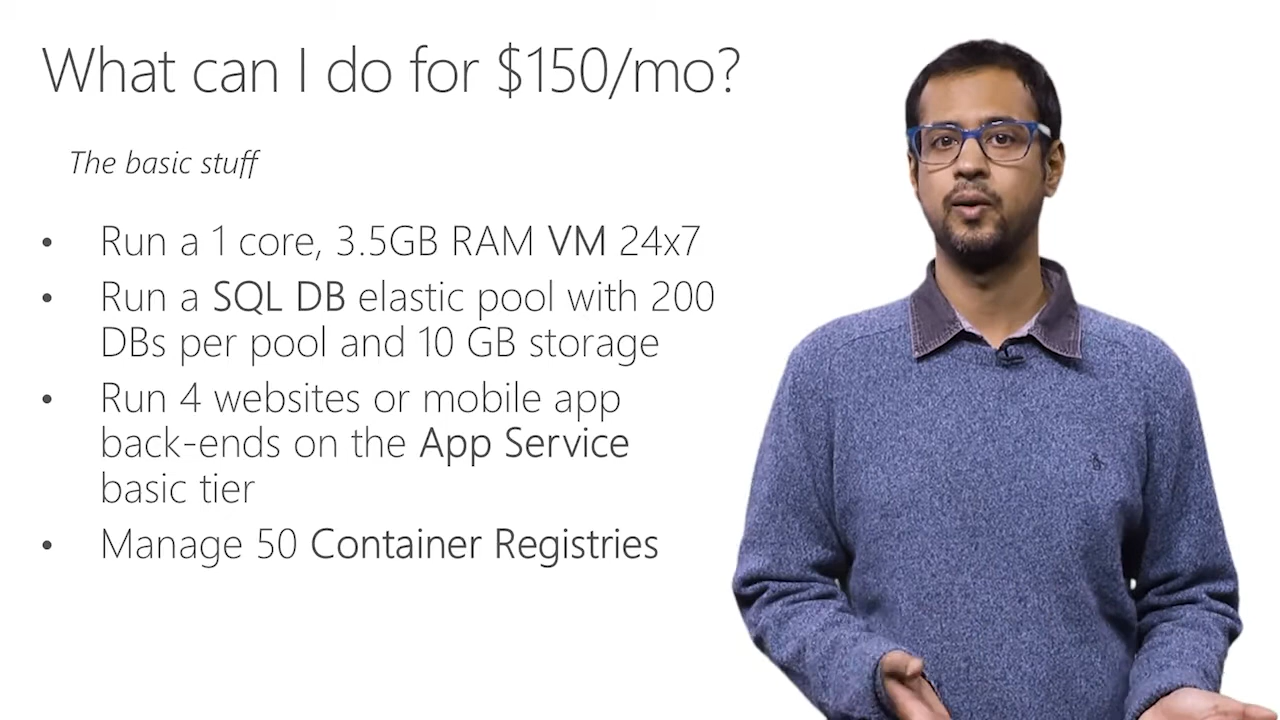 What can I do for $150/mo?
The basic stuff
• Run a 1 core, 3.5GB RAM VM 24x7
• Run a SQL DB elastic pool with 200
DBs per pool and 10 GB storage
• Run 4 websites or mobile app
back-ends on the App Service
basic tier
• Manage 50 Container Registries